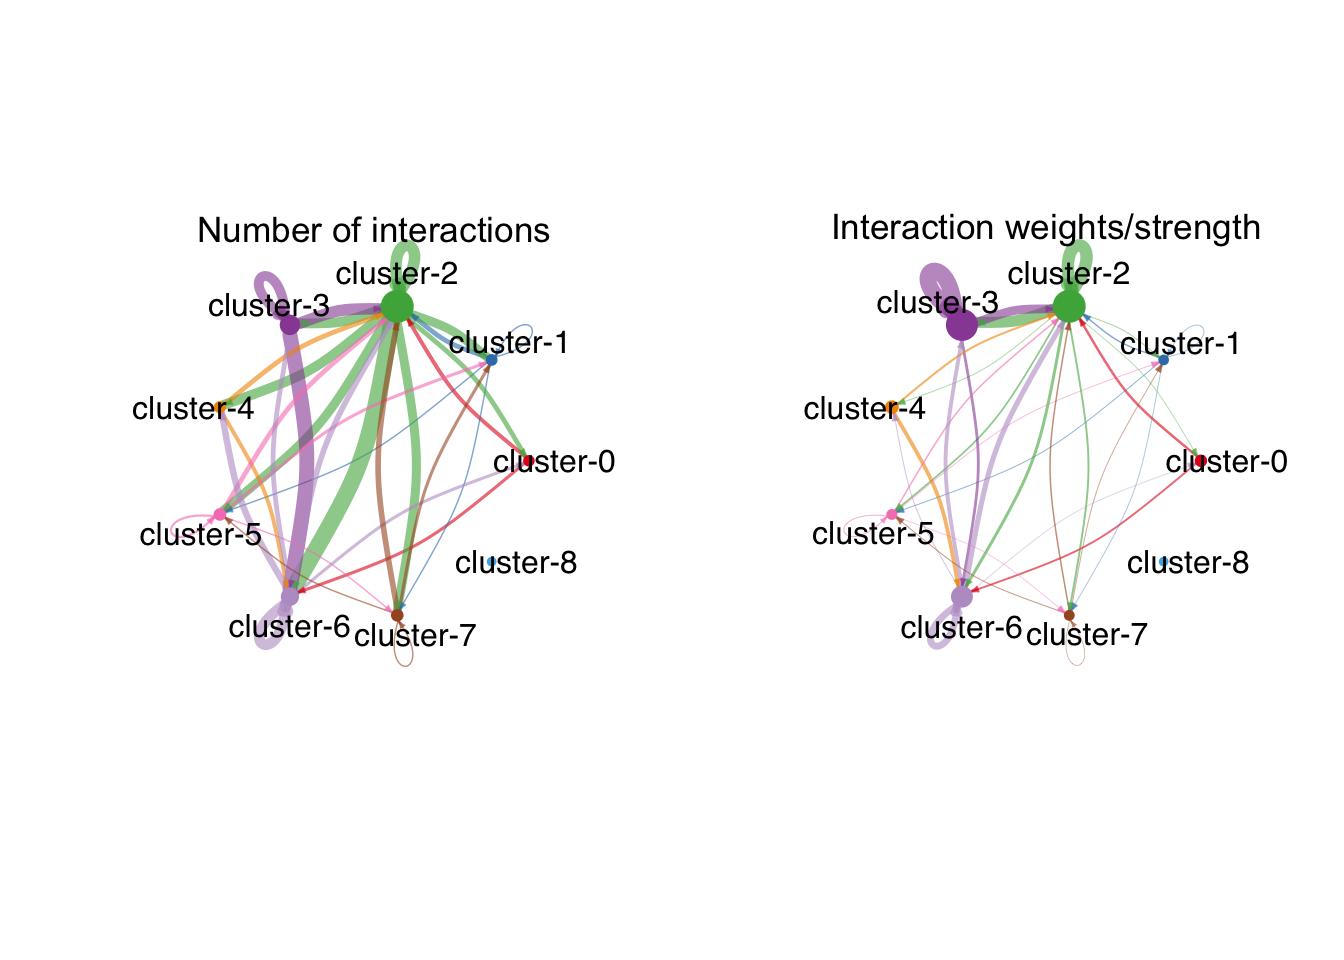 Number of interactions
cluster-2
cluster-3
cluster-1
cluster-4
cluster-0
cluster-5
cluster-8
cluster-6
cluster-7
Interaction weights/strength
cluster-2
cluster-3
cluster-1
cluster-4
cluster-0
cluster-5
cluster-8
cluster-6
cluster-7